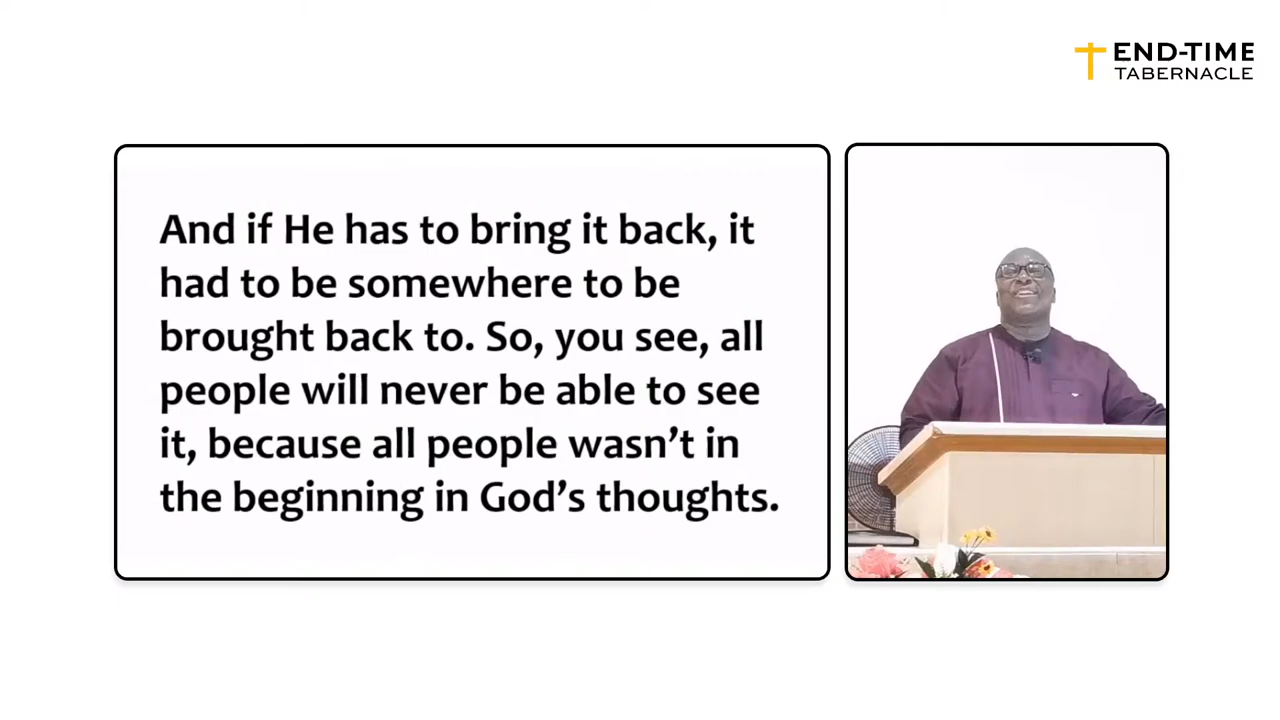 END-TIME
TABERNACLE
And if He has to bring it back, it
had to be somewhere to be
brought back to. So, you see, all
people will never be able to see
it, because all people wasn’t in
the beginning in God’s thoughts.